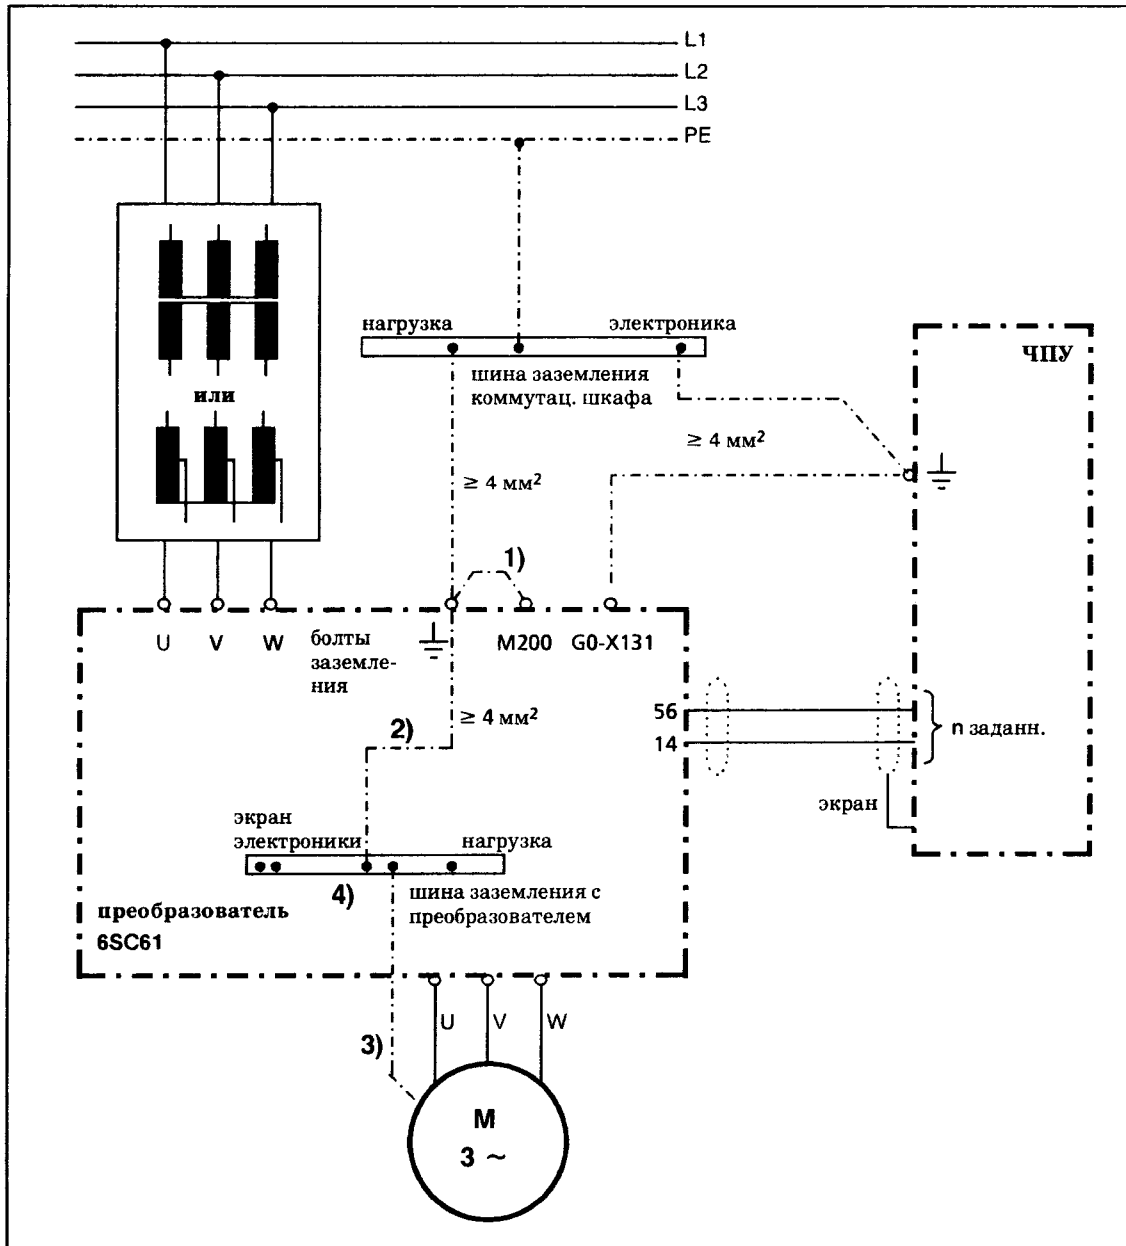 L1
L2
L3
PE
нагрузка
электроника
шина заземления
коммутац. шкафа
ЧПУ
или
≥ 4 мм²
≥ 4 мм²
1)
U
V
W
болты
заземле-
ния
M200
G0-X131
≥ 4 мм²
2)
56
14
n заданн.
экран
экран
электроники
нагрузка
4)
шина заземления с
преобразователем
преобразователь
6SC61
3)
U
V
W
M
3 ~